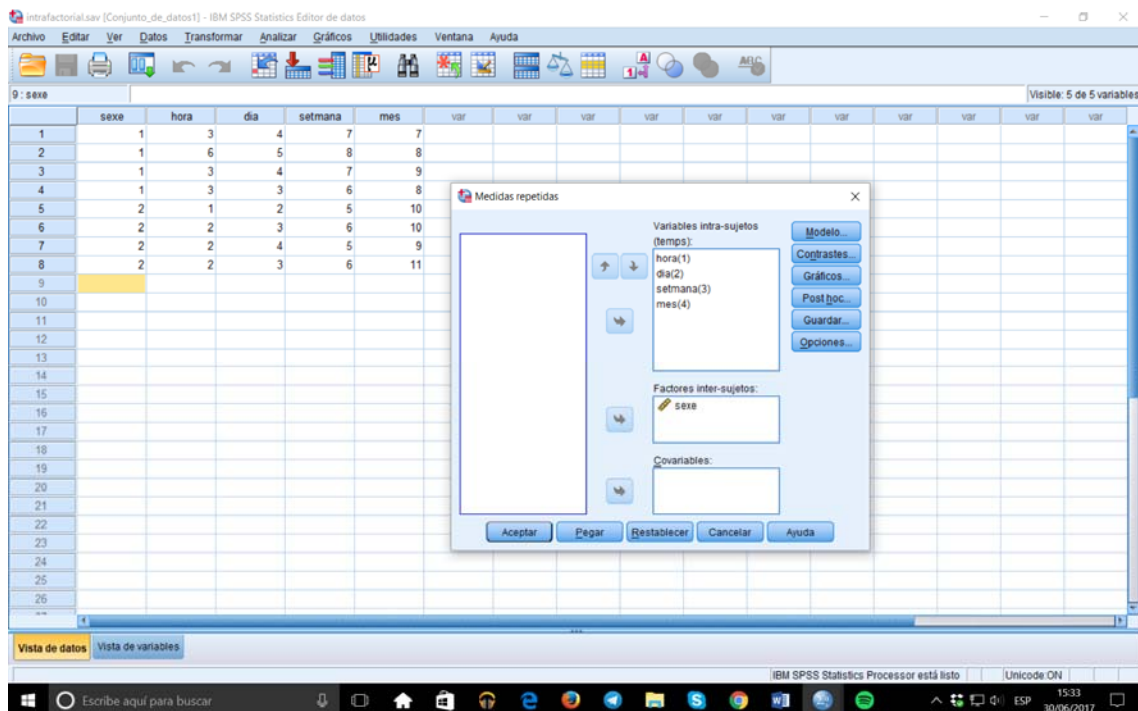 intrafactorial.sav [Conjunto_de_datos1] - IBM SPSS Statistics Editor de datos
Archivo Editar Ver Datos Transformar Analizar Gráficos Utilidades Ventana Ayuda
9 : sexe
Visible: 5 de 5 variables
sexe hora dia setmana mes var var var var var var var var var var
1 1 3 4 7 7
2 1 6 5 8 8
3 1 3 4 7 9
4 1 3 3 6 8
5 2 1 2 5 10
6 2 2 3 6 10
7 2 2 4 5 9
8 2 2 3 6 11
9
10
11
12
13
14
15
16
17
18
19
20
21
22
23
24
25
26
Medidas repetidas
Variables intra-sujetos
(temps):
hora(1)
dia(2)
setmana(3)
mes(4)
Modelo...
Contrastes...
Gráficos...
Post hoc...
Guardar...
Opciones...
Factores inter-sujetos:
sexe
Covariables:
Aceptar Pegar Restablecer Cancelar Ayuda
Vista de datos Vista de variables
IBM SPSS Statistics Processor está listo Unicode:ON
Escribe aquí para buscar
ESP
15:33
30/06/2017